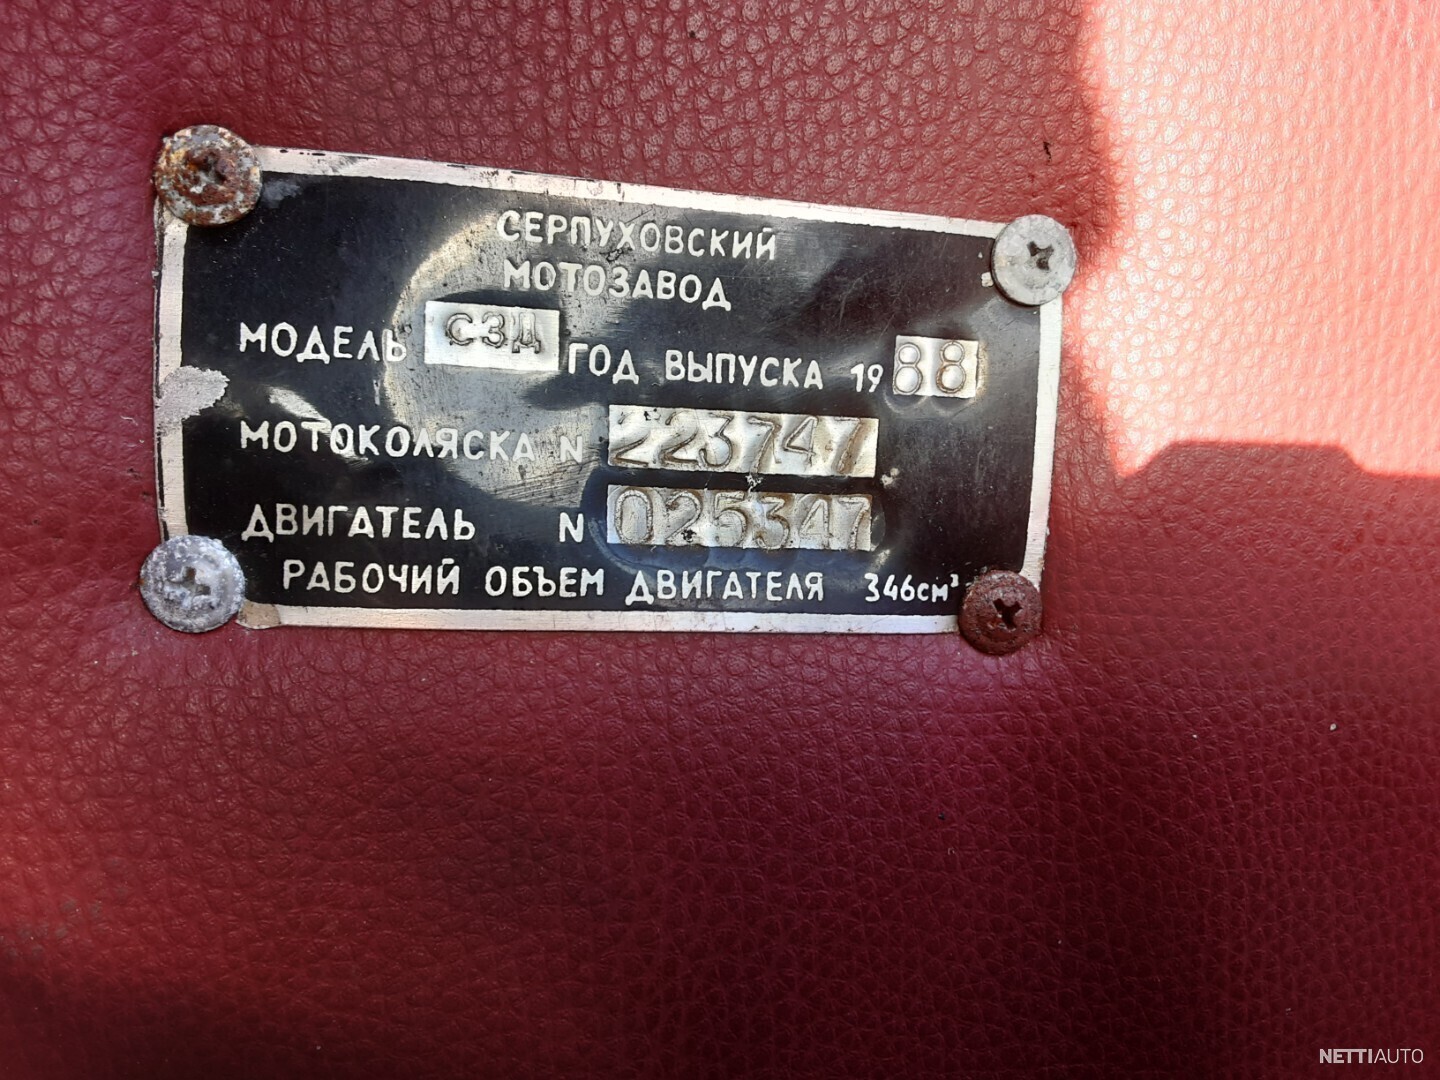 СЕРПУХОВСКИЙ
МОТОЗАВОД
МОДЕЛЬ СЗД ГОД ВЫПУСКА 1988
МОТОКОЛЯСКА N 223747
ДВИГАТЕЛЬ N 025347
РАБОЧИЙ ОБЪЕМ ДВИГАТЕЛЯ 346см³
NETTIAUTO